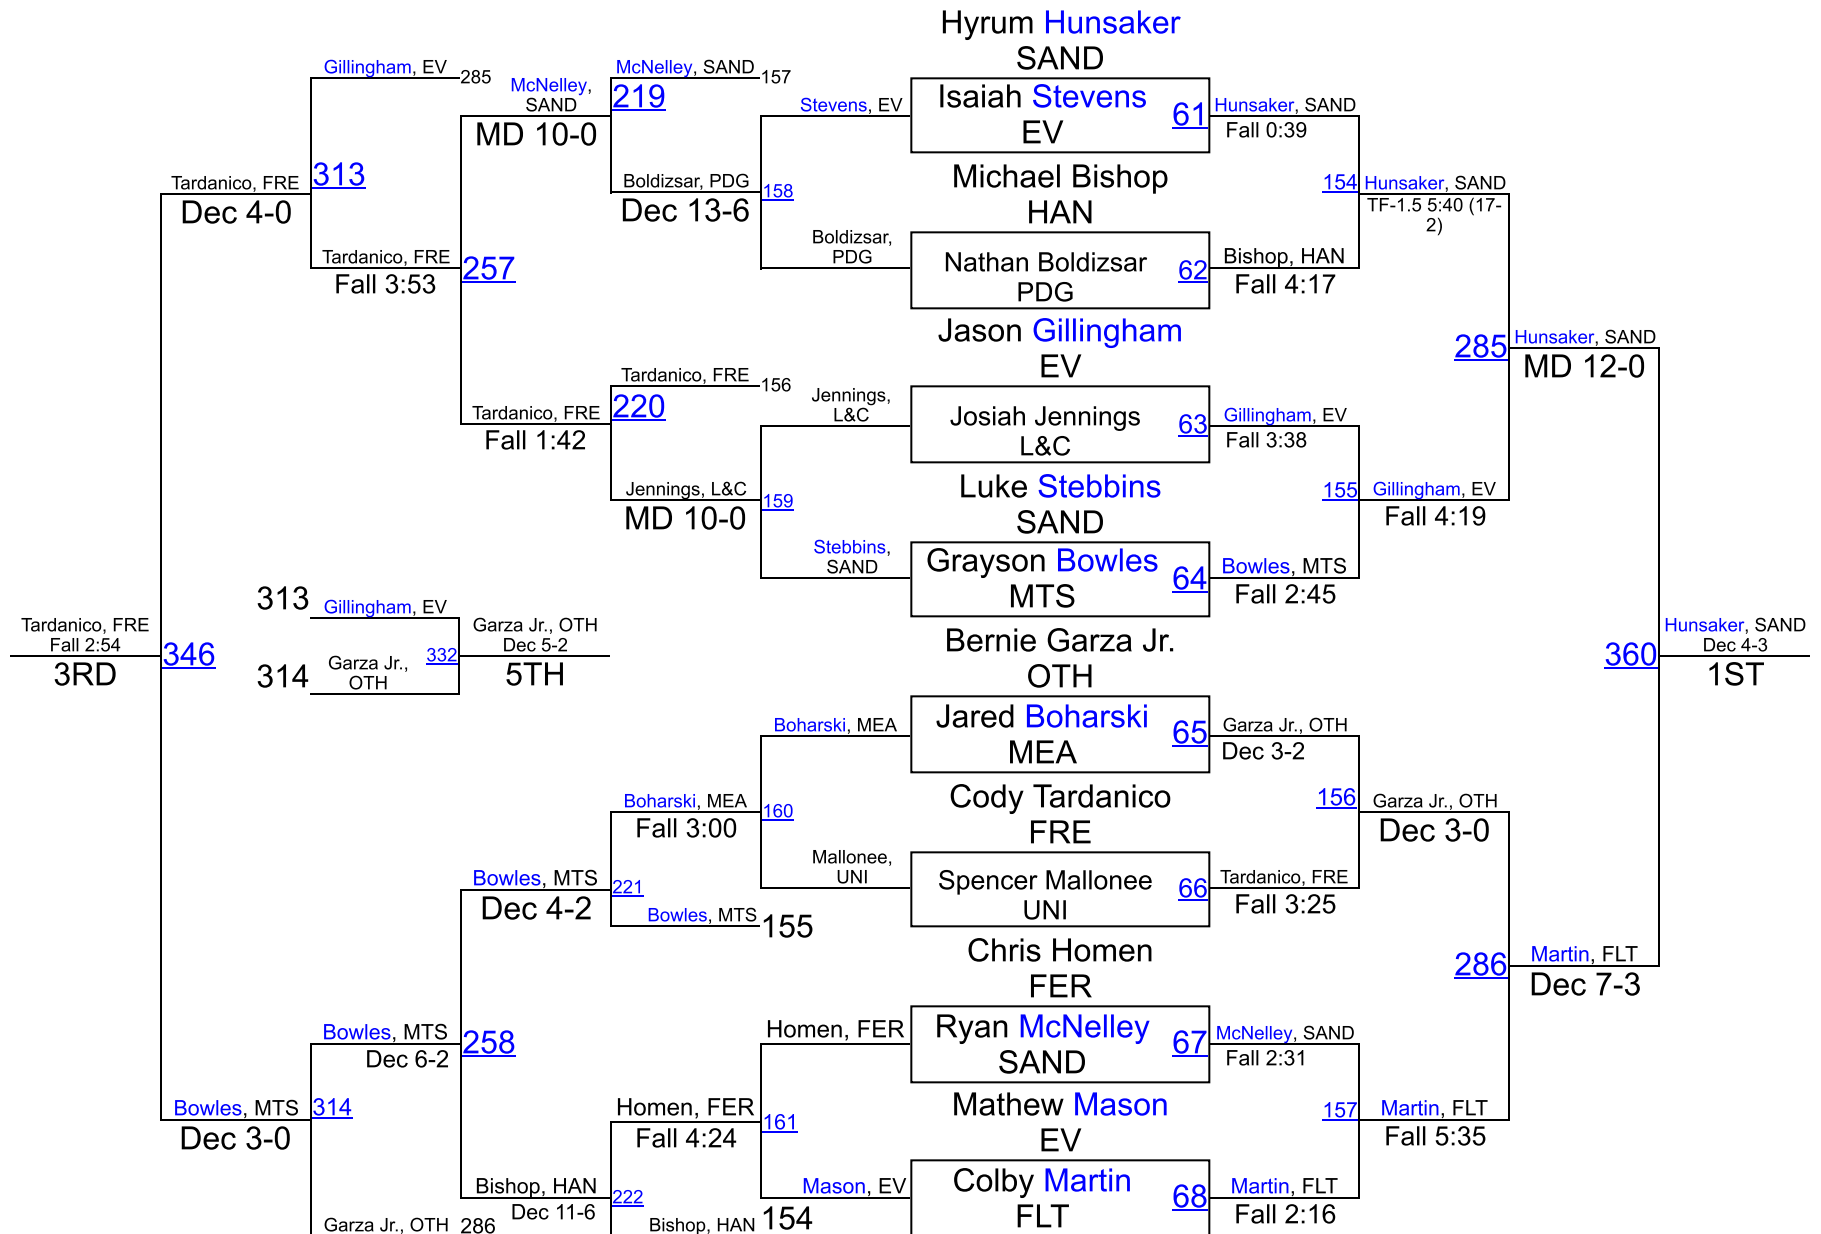 Hyrum Hunsaker
SAND
Gillingham, EV
285
McNelley,
SAND
MD 10-0
McNelley, SAND
157
219
Stevens, EV
Isaiah Stevens
EV
61
Hunsaker, SAND
Fall 0:39
Tardanico, FRE
Dec 4-0
313
Boldizsar, PDG
Dec 13-6
158
Michael Bishop
HAN
154
Hunsaker, SAND
TF-1.5 5:40 (17-
2)
Tardanico, FRE
Fall 3:53
257
Boldizsar,
PDG
Nathan Boldizsar
PDG
62
Bishop, HAN
Fall 4:17
Jason Gillingham
EV
285
Hunsaker, SAND
MD 12-0
Tardanico, FRE
Fall 1:42
Tardanico, FRE
156
220
Jennings,
L&C
Josiah Jennings
L&C
63
Gillingham, EV
Fall 3:38
Jennings, L&C
MD 10-0
159
Luke Stebbins
SAND
155
Gillingham, EV
Fall 4:19
Stebbins,
SAND
Grayson Bowles
MTS
64
Bowles, MTS
Fall 2:45
Tardanico, FRE
Fall 2:54
3RD
346
313
Gillingham, EV
314
Garza Jr.,
OTH
332
Garza Jr., OTH
Dec 5-2
5TH
Bernie Garza Jr.
OTH
360
Hunsaker, SAND
Dec 4-3
1ST
Boharski, MEA
Jared Boharski
MEA
65
Garza Jr., OTH
Dec 3-2
Boharski, MEA
Fall 3:00
160
Cody Tardanico
FRE
156
Garza Jr., OTH
Dec 3-0
Bowles, MTS
Dec 4-2
221
Bowles, MTS
155
Mallonee,
UNI
Spencer Mallonee
UNI
66
Tardanico, FRE
Fall 3:25
Chris Homen
FER
286
Martin, FLT
Dec 7-3
Bowles, MTS
Dec 6-2
258
Homen, FER
Ryan McNelley
SAND
67
McNelley, SAND
Fall 2:31
Bowles, MTS
Dec 3-0
314
Homen, FER
Fall 4:24
161
Mathew Mason
EV
157
Martin, FLT
Fall 5:35
Bishop, HAN
Dec 11-6
222
Mason, EV
Colby Martin
FLT
68
Martin, FLT
Fall 2:16
Garza Jr., OTH
286
Bishop, HAN
154